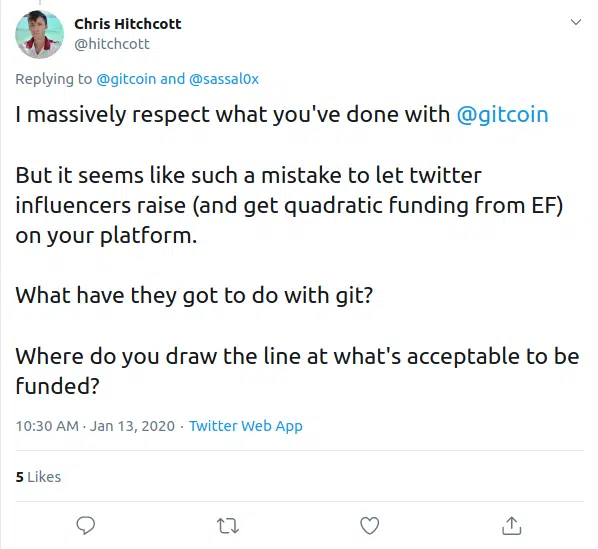 Chris Hitchcott
@hitchcott
Replying to @gitcoin and @sassal0x
I massively respect what you've done with @gitcoin
But it seems like such a mistake to let twitter
influencers raise (and get quadratic funding from EF)
on your platform.
What have they got to do with git?
Where do you draw the line at what's acceptable to be
funded?
10:30 AM · Jan 13, 2020 · Twitter Web App
5 Likes